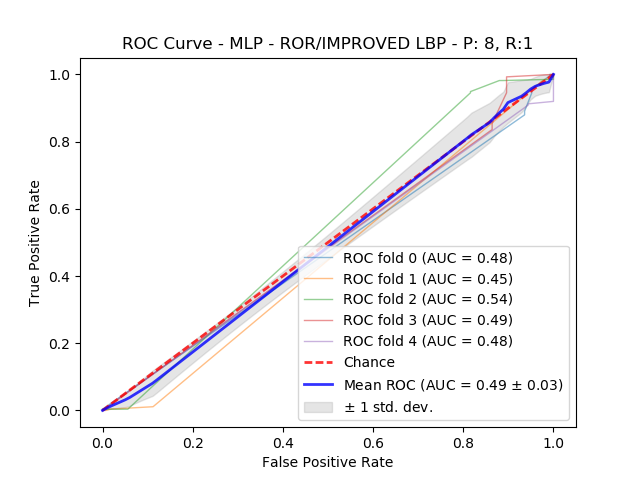 ROC Curve - MLP - ROR/IMPROVED LBP - P: 8, R:1
True Positive Rate
1.0
0.8
0.6
0.4
0.2
0.0
ROC fold 0 (AUC = 0.48)
ROC fold 1 (AUC = 0.45)
ROC fold 2 (AUC = 0.54)
ROC fold 3 (AUC = 0.49)
ROC fold 4 (AUC = 0.48)
Chance
Mean ROC (AUC = 0.49 ± 0.03)
± 1 std. dev.
0.0 0.2 0.4 0.6 0.8 1.0
False Positive Rate